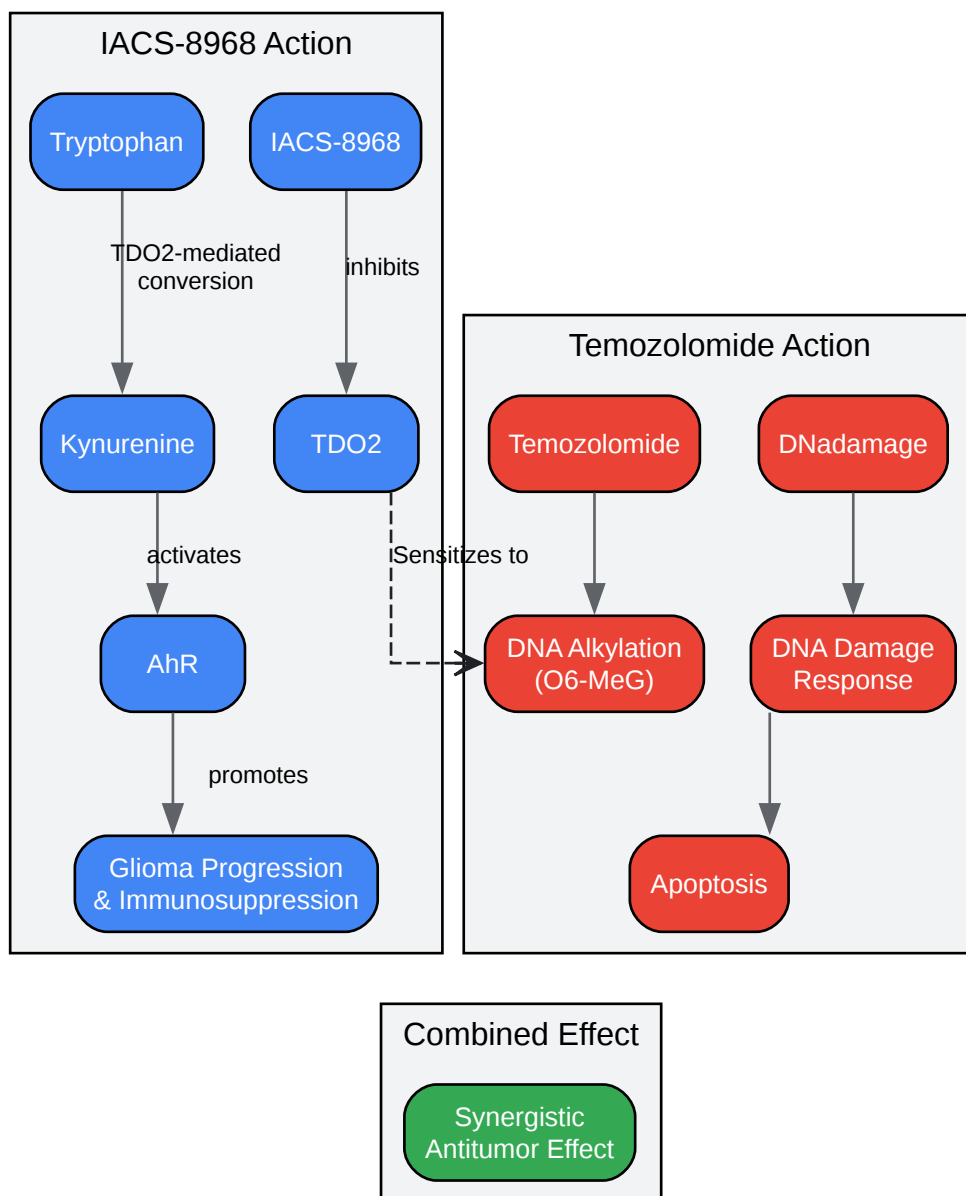 IACS-8968 Action
Tryptophan
IACS-8968
TDO2-mediated
conversion
inhibits
Temozolomide Action
Kynurenine
TDO2
Temozolomide
DNadamage
activates
Sensitizes to
AhR
DNA Alkylation
(O6-MeG)
DNA Damage
Response
promotes
Glioma Progression
& Immunosuppression
Apoptosis
Combined Effect
Synergistic
Antitumor Effect